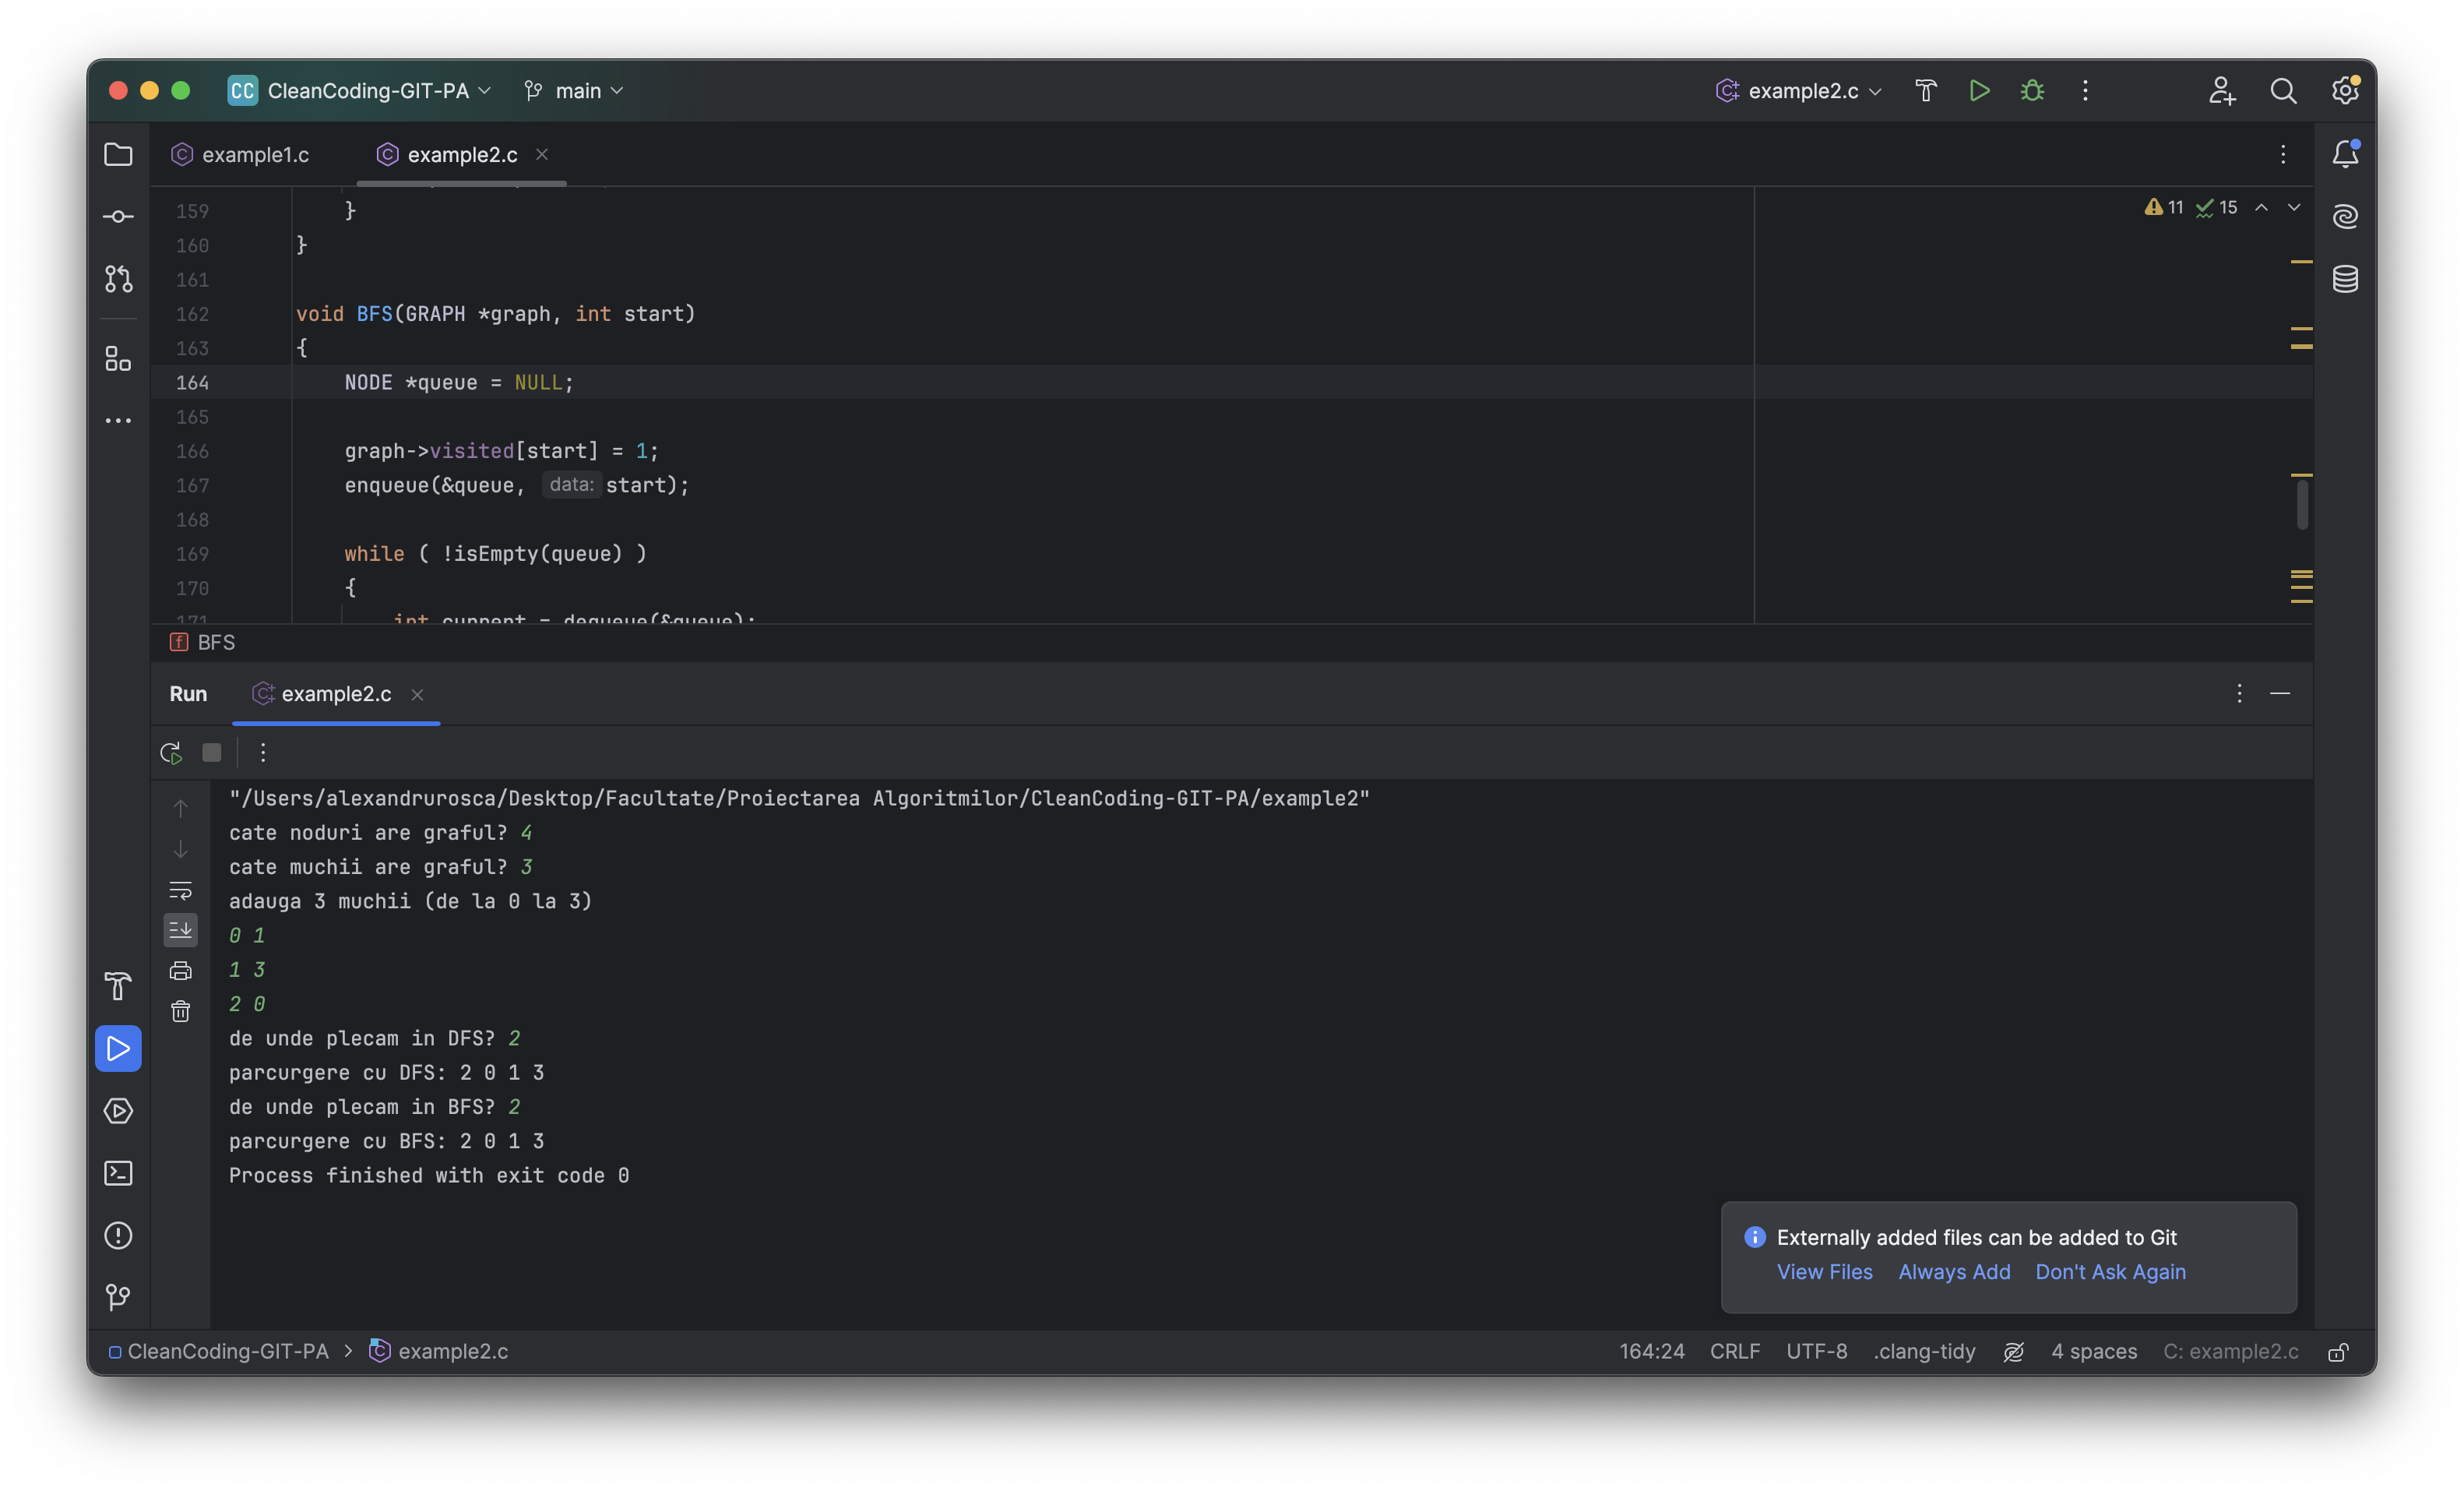 CC CleanCoding-GIT-PA main example2.c
example1.c example2.c
159 }
11 15
160 }
161
162 void BFS(GRAPH *graph, int start)
163 {
164 NODE *queue = NULL;
165
166 graph->visited[start] = 1;
167 enqueue(&queue, data: start);
168
169 while ( !isEmpty(queue) )
170 {
171 int current = dequeue(&queue);
f BFS
Run example2.c
"/Users/alexandrurosca/Desktop/Facultate/Proiectarea Algoritmilor/CleanCoding-GIT-PA/example2"
cate noduri are graful? 4
cate muchii are graful? 3
adauga 3 muchii (de la 0 la 3)
0 1
1 3
2 0
de unde plecam in DFS? 2
parcurgere cu DFS: 2 0 1 3
de unde plecam in BFS? 2
parcurgere cu BFS: 2 0 1 3
Process finished with exit code 0
Externally added files can be added to Git
View Files Always Add Don't Ask Again
CleanCoding-GIT-PA > example2.c 164:24 CRLF UTF-8 .clang-tidy 4 spaces C: example2.c